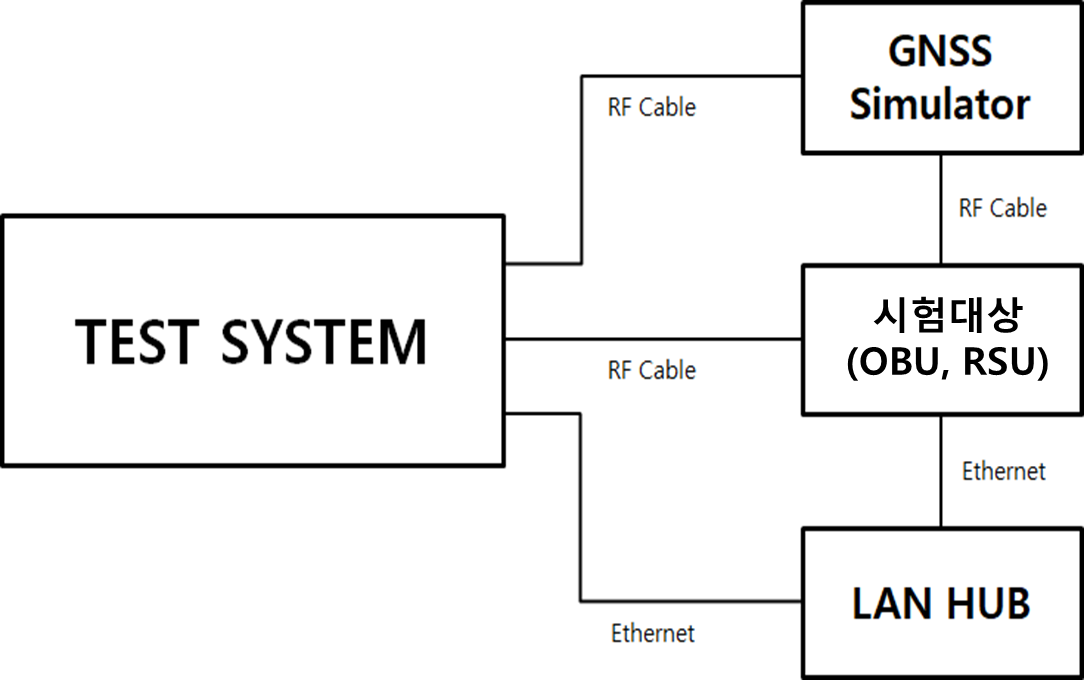 GNSS
Simulator
RF Cable
RF Cable
TEST SYSTEM
시험대상
(OBU, RSU)
RF Cable
Ethernet
LAN HUB
Ethernet